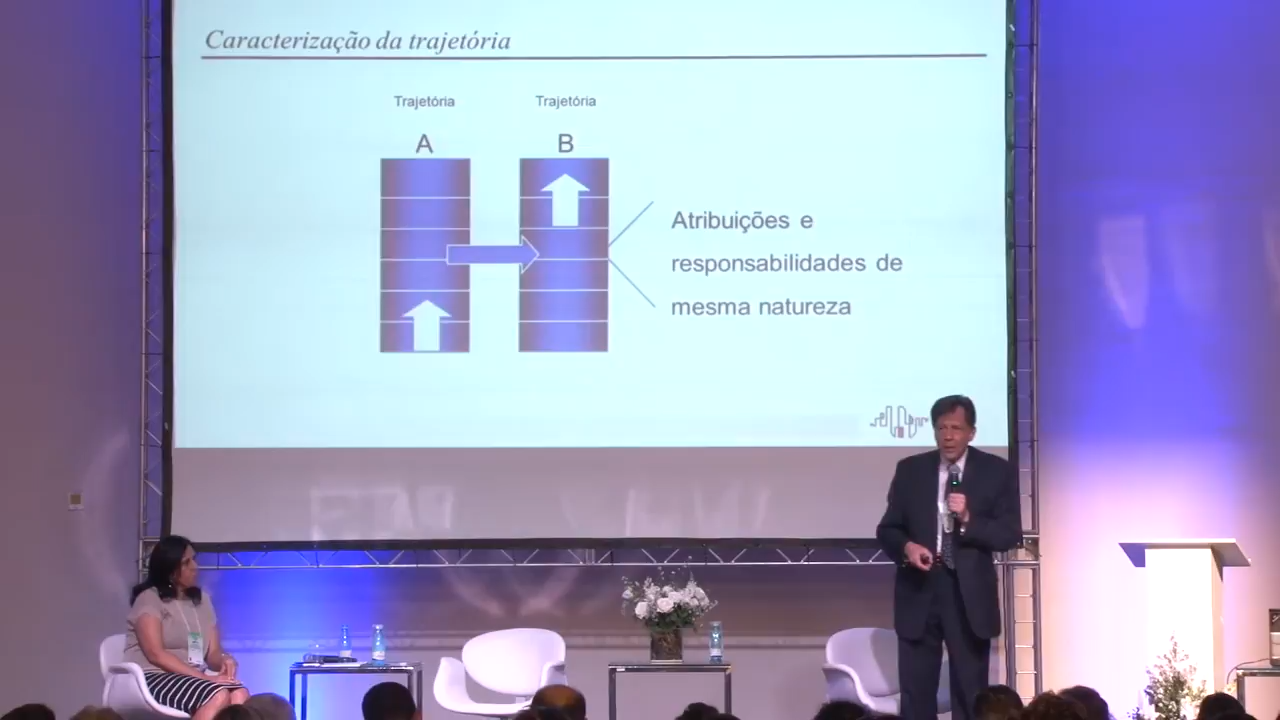 Caracterização da trajetória
Trajetória Trajetória
A B
Atribuições e
responsabilidades de
mesma natureza